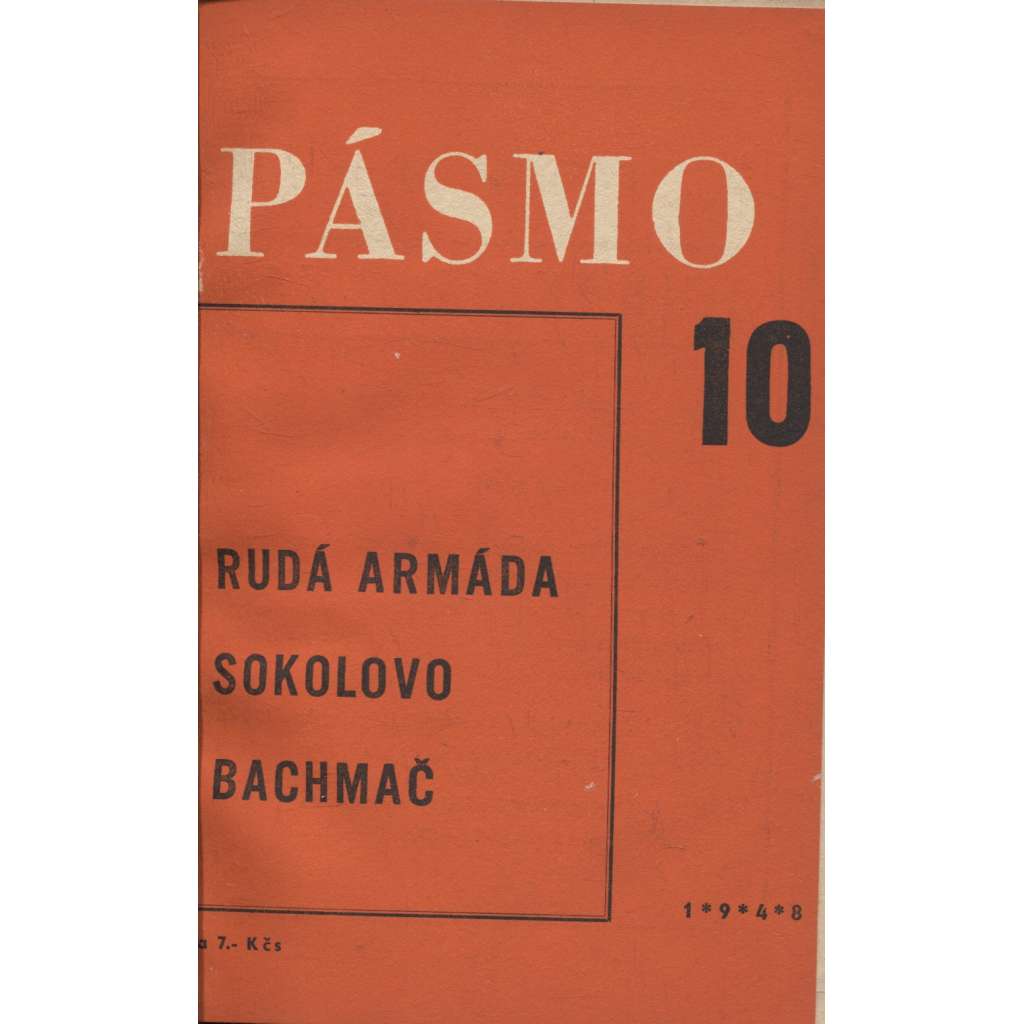 PÁSMO
10
RUDÁ ARMÁDA
SOKOLOVO
BACHMAČ
1*9*4*8
a 7.- Kčs